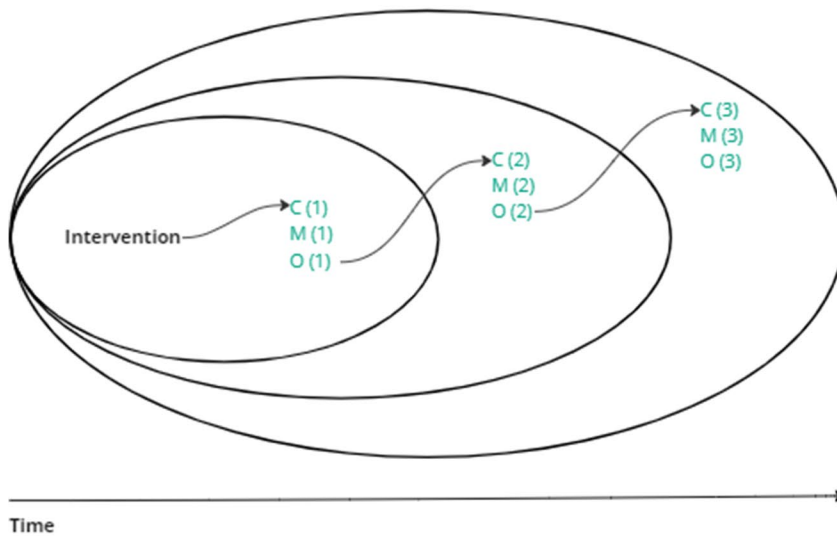 Intervention
C (1)
M (1)
O (1)
C (2)
M (2)
O (2)
C (3)
M (3)
O (3)
Time